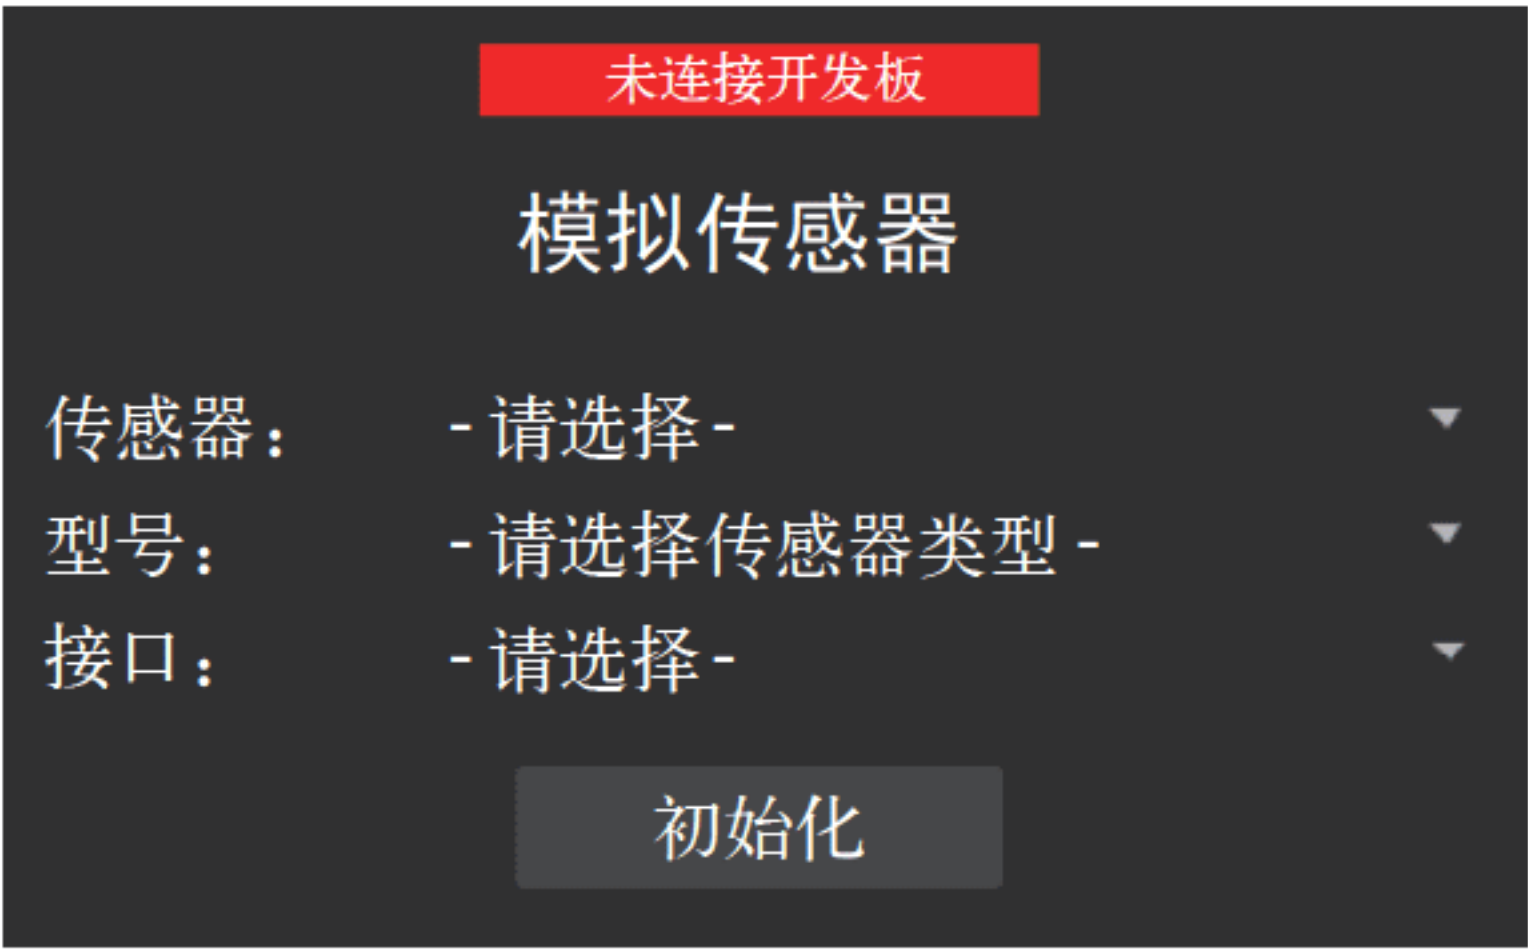 未连接开发板
模拟传感器
传感器： -请选择-
型号： -请选择传感器类型-
接口： -请选择-
初始化